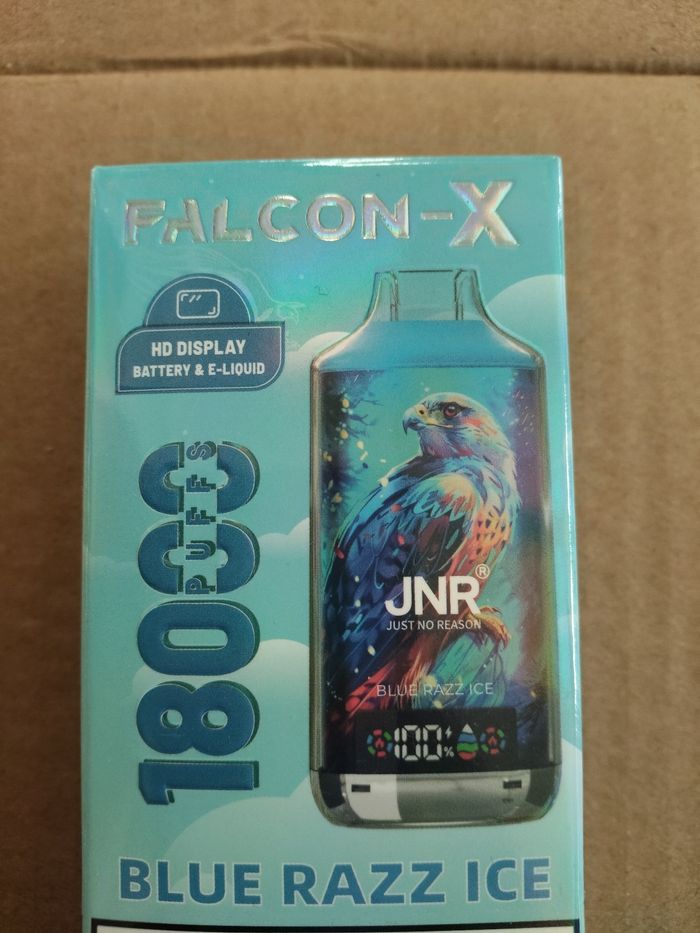 FALCON-X
HD DISPLAY
BATTERY & E-LIQUID
18000
PUFFS
JNR®
JUST NO REASON
BLUE RAZZ ICE
100%
BLUE RAZZ ICE